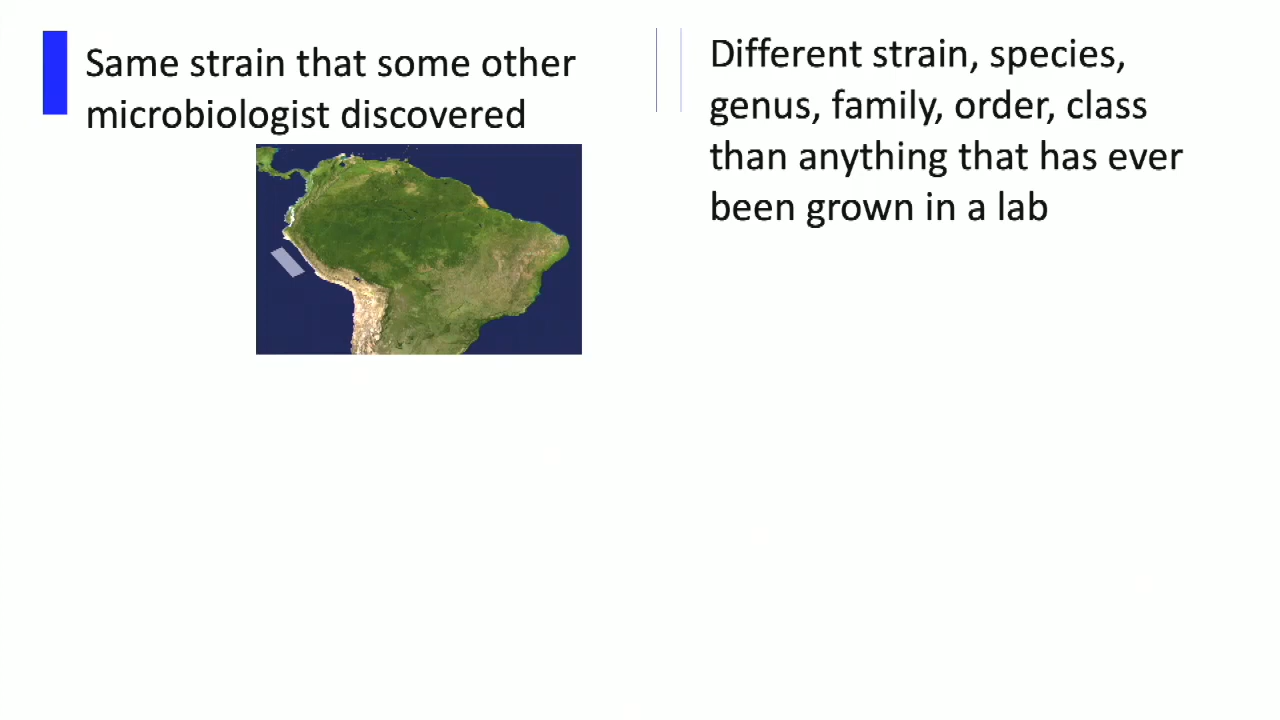 Same strain that some other
microbiologist discovered
Different strain, species,
genus, family, order, class
than anything that has ever
been grown in a lab